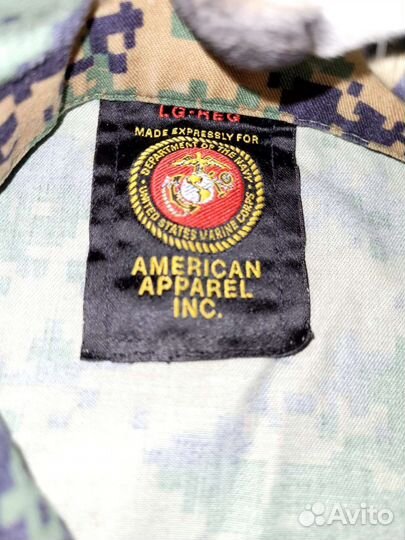 LG-REG
MADE EXPRESSLY FOR
DEPARTMENT OF THE NAVY
UNITED STATES MARINE CORPS
AMERICAN
APPAREL
INC.
Avito